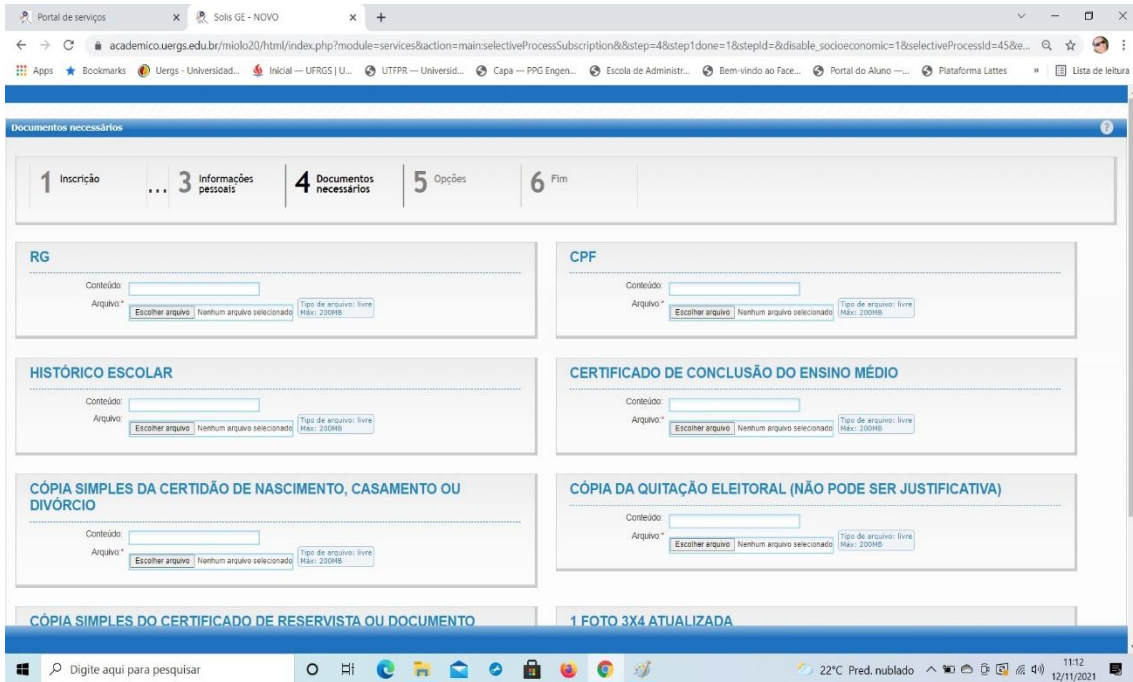 Portal de serviços
Solis GE - NOVO
academico.uergs.edu.br/miolo20/html/index.php?module=services&action=main:selectiveProcessSubscription&&step=4&step1done=1&stepId=&disable_socioeconomic=1&selectiveProcessId=45&e...
Apps Bookmarks Uergs - Universidad... Inicial — UFRGS | U... UTFPR — Universid... Capa — PPG Engen... Escola de Administr... Bem-vindo ao Face... Portal do Aluno —... Plataforma Lattes » Lista de leitura
Documentos necessários ?
1 Inscrição ... 3 Informações pessoais 4 Documentos necessários 5 Opções 6 Fim
RG
Conteúdo:
Arquivo:* Escolher arquivo Nenhum arquivo selecionado Tipo de arquivo: livre
Máx: 200MB
CPF
Conteúdo:
Arquivo:* Escolher arquivo Nenhum arquivo selecionado Tipo de arquivo: livre
Máx: 200MB
HISTÓRICO ESCOLAR
Conteúdo:
Arquivo: Escolher arquivo Nenhum arquivo selecionado Tipo de arquivo: livre
Máx: 200MB
CERTIFICADO DE CONCLUSÃO DO ENSINO MÉDIO
Conteúdo:
Arquivo:* Escolher arquivo Nenhum arquivo selecionado Tipo de arquivo: livre
Máx: 200MB
CÓPIA SIMPLES DA CERTIDÃO DE NASCIMENTO, CASAMENTO OU
DIVÓRCIO
Conteúdo:
Arquivo:* Escolher arquivo Nenhum arquivo selecionado Tipo de arquivo: livre
Máx: 200MB
CÓPIA DA QUITAÇÃO ELEITORAL (NÃO PODE SER JUSTIFICATIVA)
Conteúdo:
Arquivo:* Escolher arquivo Nenhum arquivo selecionado Tipo de arquivo: livre
Máx: 200MB
CÓPIA SIMPLES DO CERTIFICADO DE RESERVISTA OU DOCUMENTO
1 FOTO 3X4 ATUALIZADA
Digite aqui para pesquisar
22°C Pred. nublado
11:12
12/11/2021